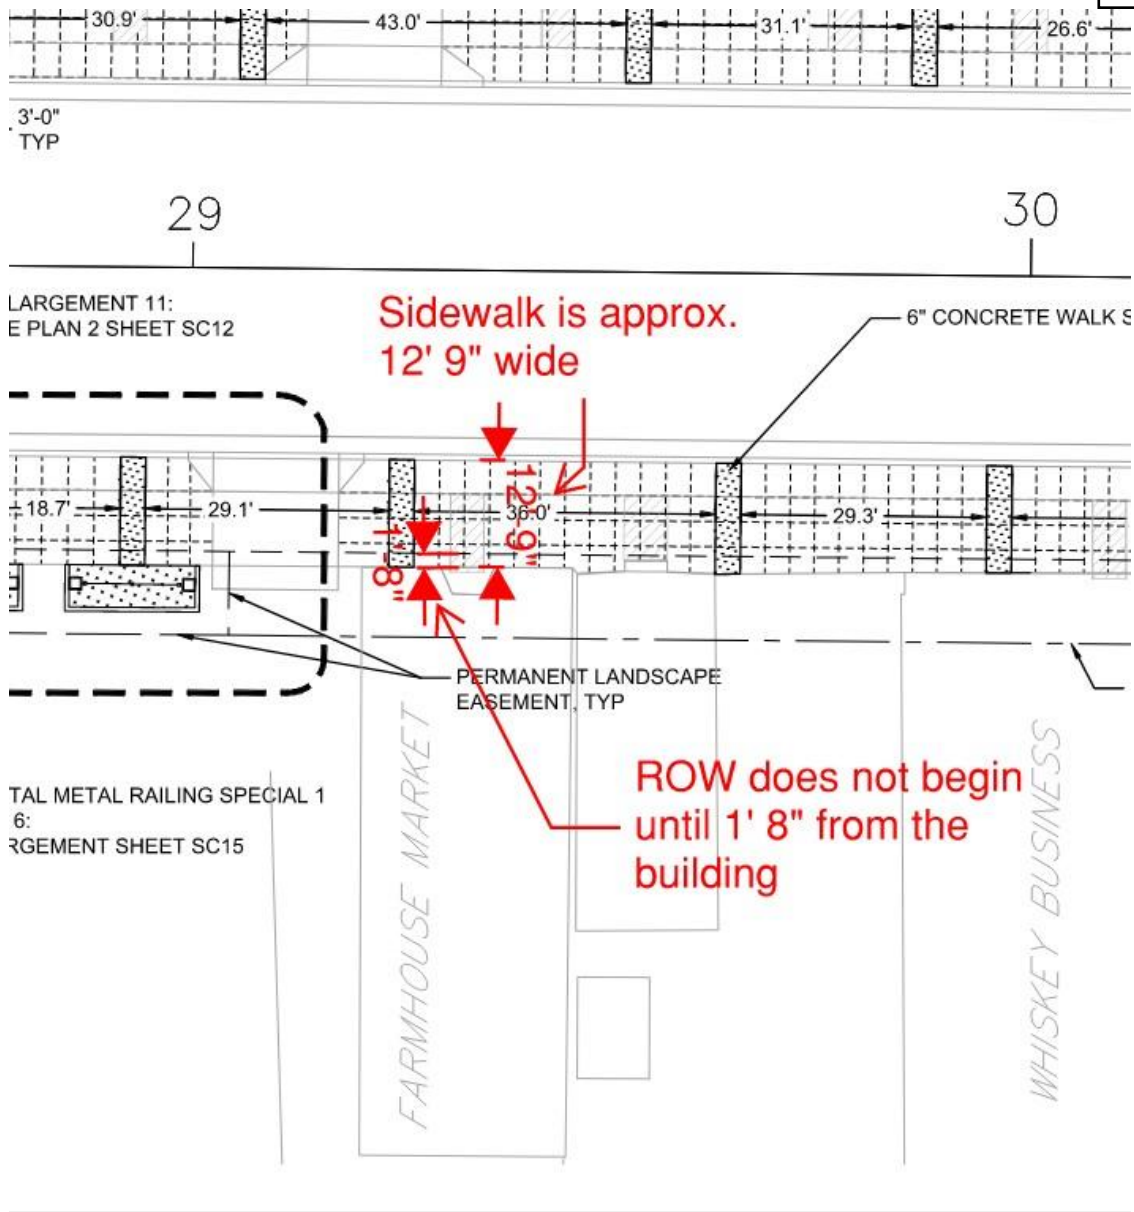 30.9'
43.0'
31.1'
26.6'
3'-0"
TYP
29
30
LARGEMENT 11:
E PLAN 2 SHEET SC12
Sidewalk is approx.
12' 9" wide
6" CONCRETE WALK S
18.7'
29.1'
36.0'
29.3'
12'-9"
1'-8"
PERMANENT LANDSCAPE
EASEMENT, TYP
ROW does not begin
until 1' 8" from the
building
TAL METAL RAILING SPECIAL 1
6:
RGEMENT SHEET SC15
FARMHOUSE MARKET
WHISKEY BUSINESS